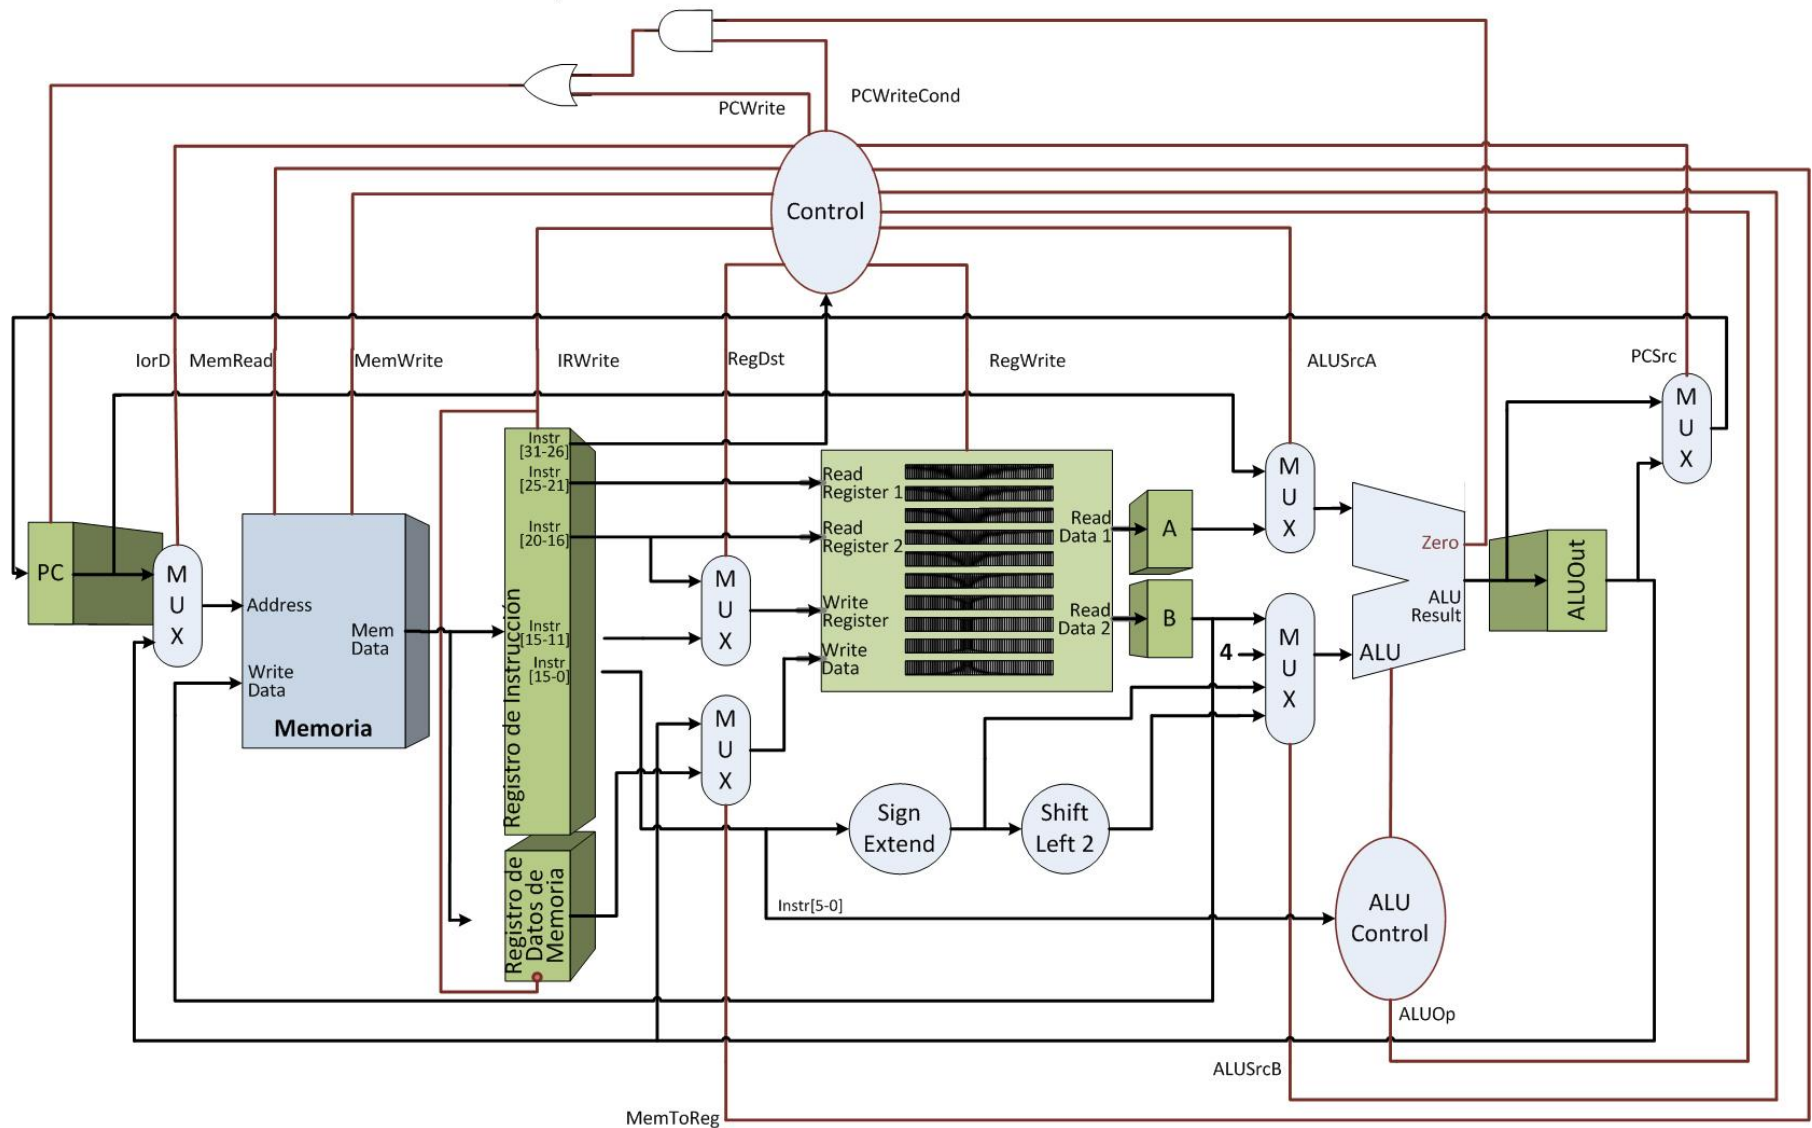 PCWrite
PCWriteCond
Control
IorD
MemRead
MemWrite
IRWrite
RegDst
RegWrite
ALUSrcA
PCSrc
M
U
X
Instr
[31-26]
Instr
[25-21]
Instr
[20-16]
Instr
[15-11]
Instr
[15-0]
Registro de Instrucción
PC
M
U
X
Address
Mem
Data
Write
Data
Memoria
M
U
X
M
U
X
Read
Register 1
Read
Register 2
Write
Register
Write
Data
Read
Data 1
Read
Data 2
A
B
M
U
X
4
M
U
X
Zero
ALU
Result
ALU
ALUOut
Registro de
Datos de
Memoria
Sign
Extend
Shift
Left 2
Instr[5-0]
ALU
Control
ALUOp
ALUSrcB
MemToReg